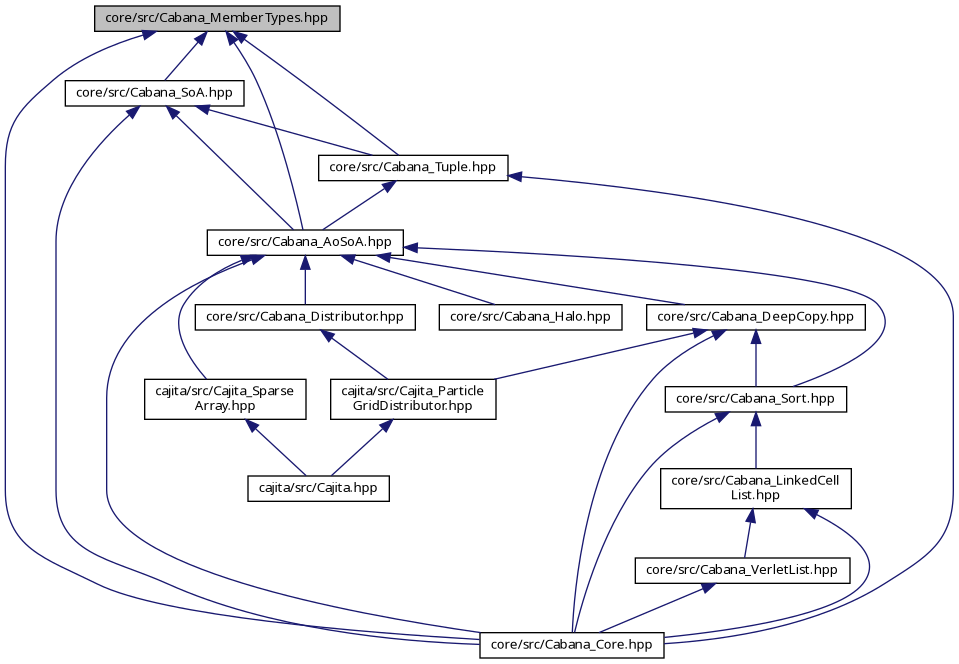 core/src/Cabana_MemberTypes.hpp
core/src/Cabana_SoA.hpp
core/src/Cabana_Tuple.hpp
core/src/Cabana_AoSoA.hpp
core/src/Cabana_Distributor.hpp
core/src/Cabana_Halo.hpp
core/src/Cabana_DeepCopy.hpp
cajita/src/Cajita_Sparse
Array.hpp
cajita/src/Cajita_Particle
GridDistributor.hpp
core/src/Cabana_Sort.hpp
cajita/src/Cajita.hpp
core/src/Cabana_LinkedCell
List.hpp
core/src/Cabana_VerletList.hpp
core/src/Cabana_Core.hpp